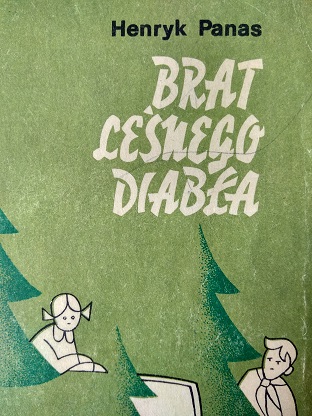 Henryk Panas
BRAT
LEŚNEGO
DIABŁA